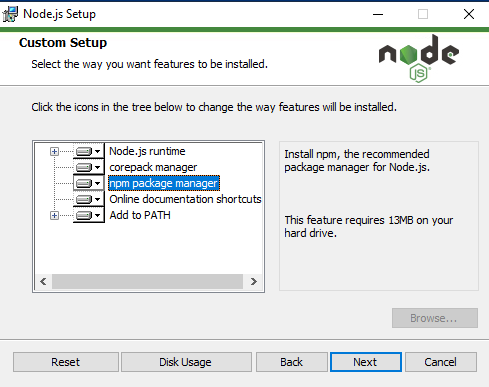 Node.js Setup
Custom Setup
Select the way you want features to be installed.
node
JS
Click the icons in the tree below to change the way features will be installed.
Node.js runtime
corepack manager
npm package manager
Online documentation shortcuts
Add to PATH
Install npm, the recommended
package manager for Node.js.
This feature requires 13MB on your
hard drive.
Browse...
Reset
Disk Usage
Back
Next
Cancel